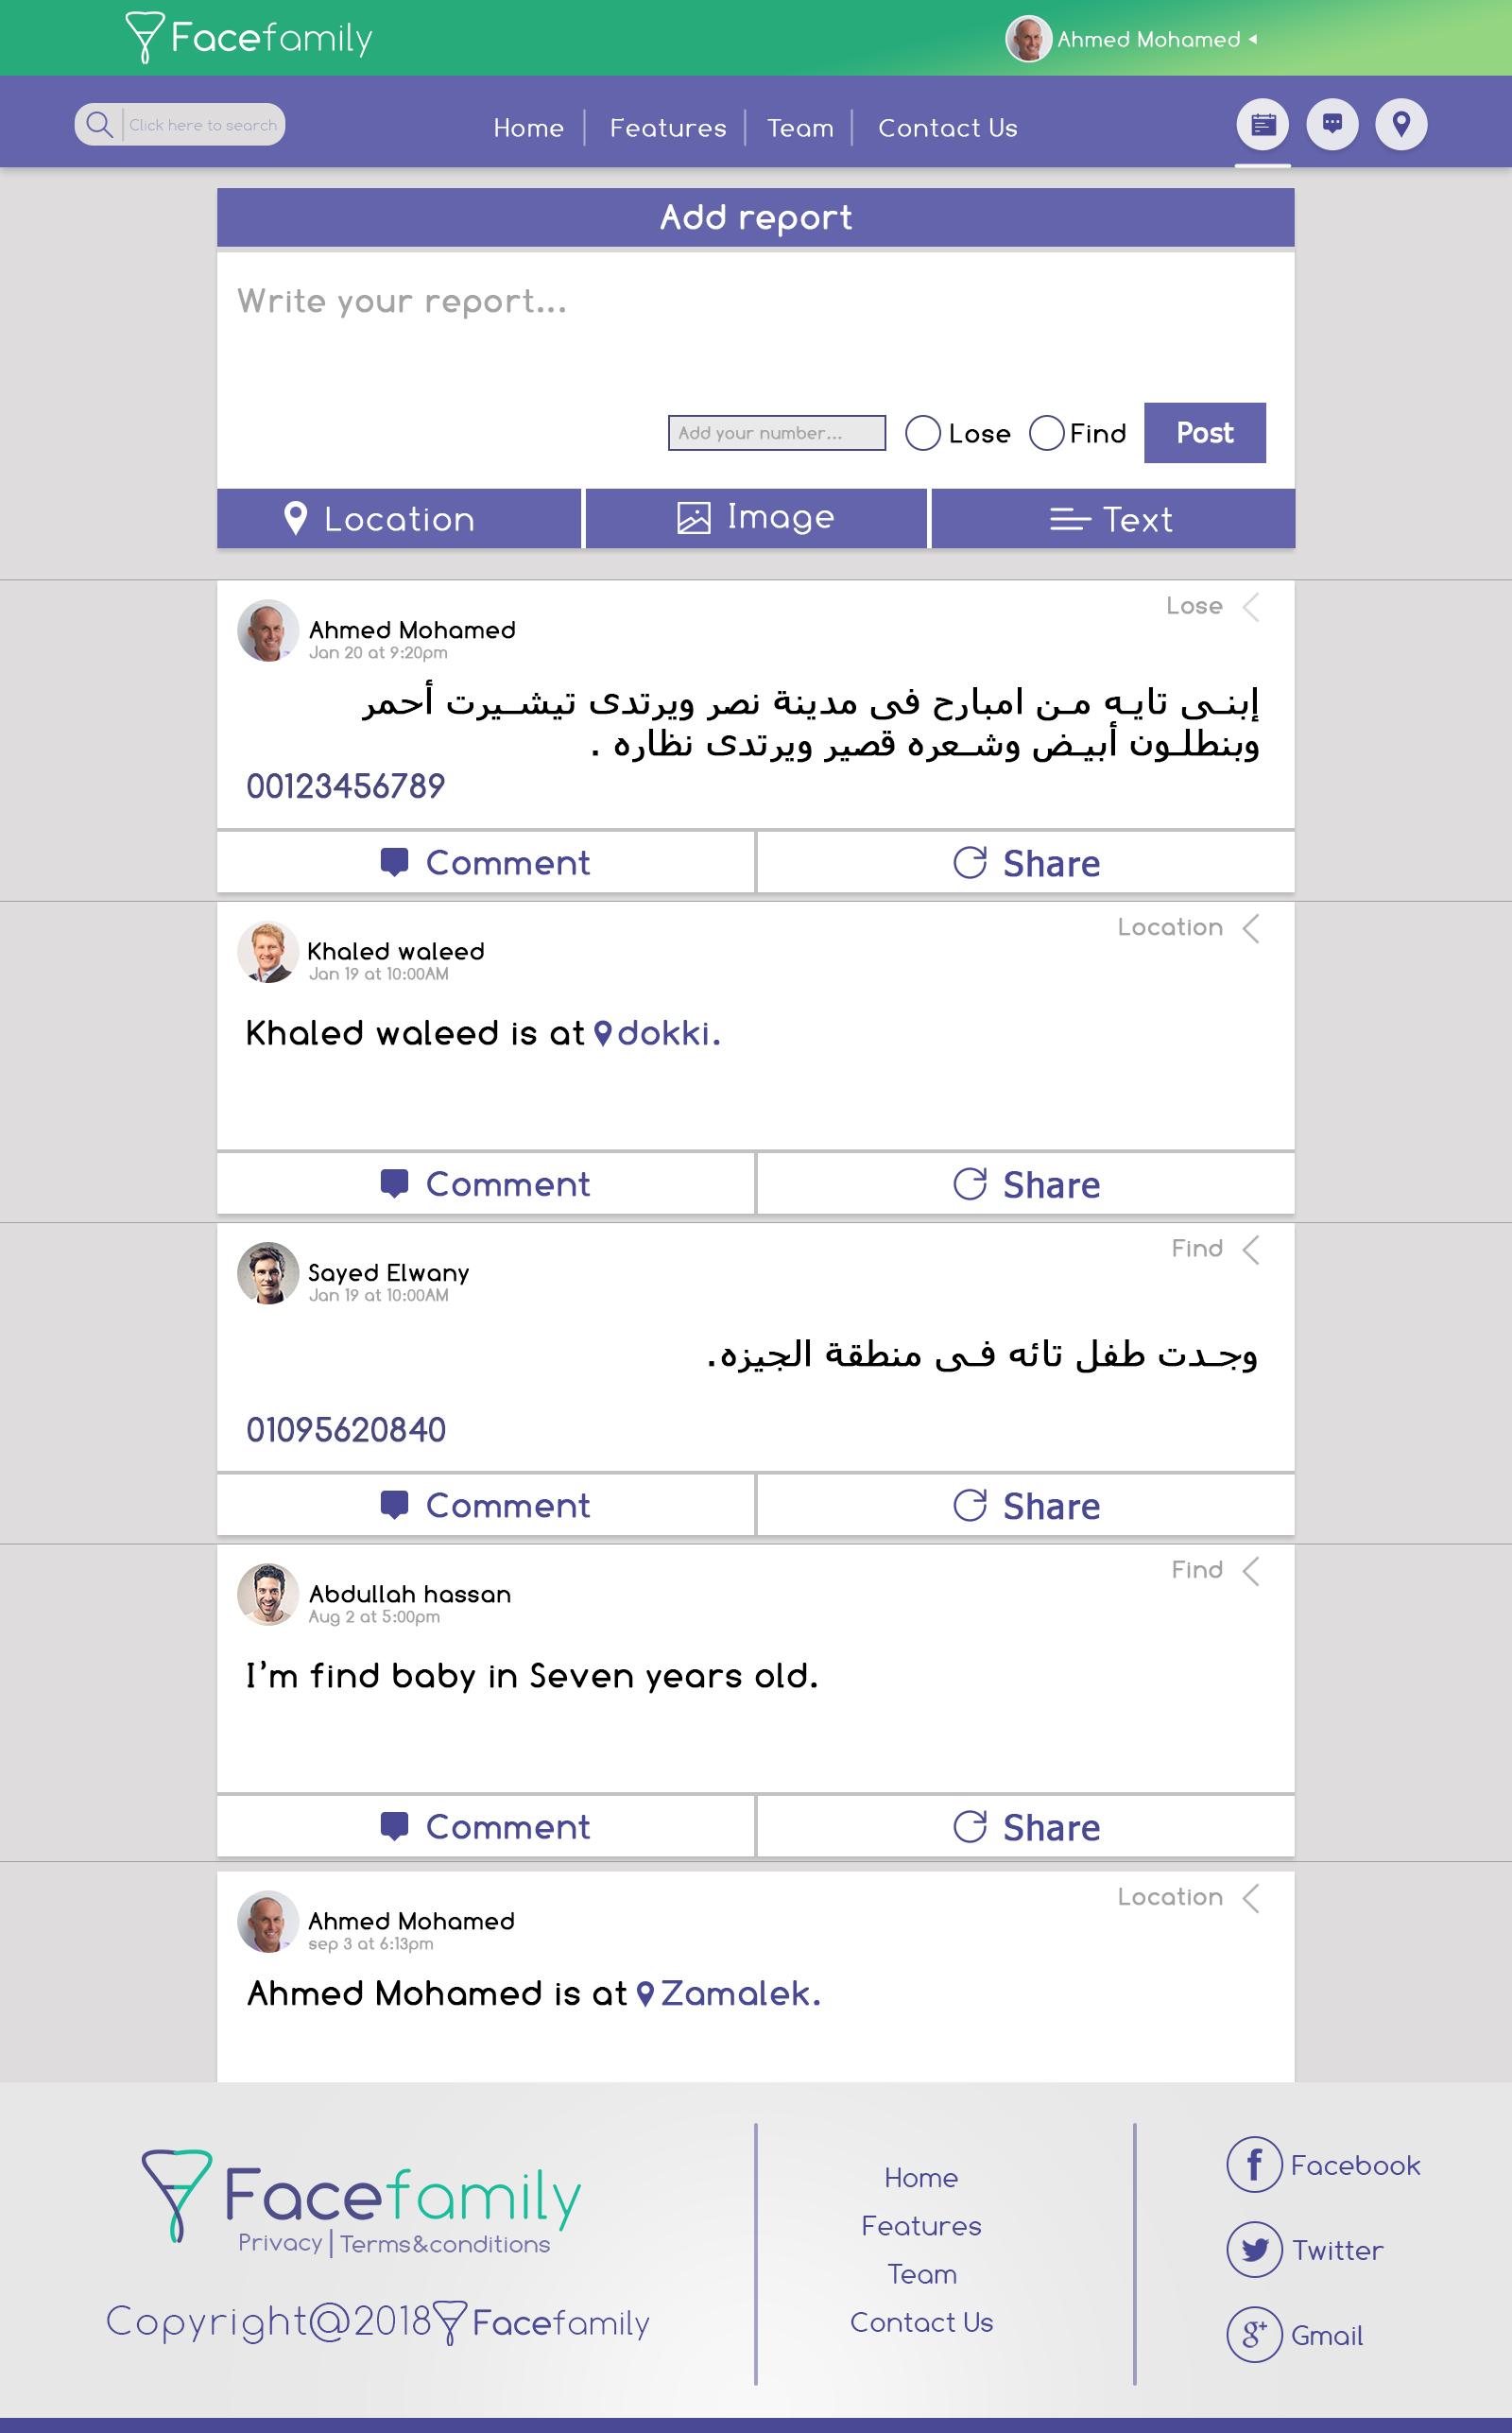 Facefamily
Ahmed Mohamed
Click here to search
Home
Features
Team
Contact Us
Add report
Write your report...
Add your number...
Lose
Find
Post
Location
Image
Text
Lose
Ahmed Mohamed
Jan 20 at 9:20pm
إبنى تايه من امبارح فى مدينة نصر ويرتدى تيشيرت أحمر
وبنطلون أبيض وشعره قصير ويرتدى نظاره .
00123456789
Comment
Share
Location
Khaled waleed
Jan 19 at 10:00AM
Khaled waleed is at dokki.
Comment
Share
Find
Sayed Elwany
Jan 19 at 10:00AM
وجدت طفل تائه فى منطقة الجيزه.
01095620840
Comment
Share
Find
Abdullah hassan
Aug 2 at 5:00pm
I'm find baby in Seven years old.
Comment
Share
Location
Ahmed Mohamed
sep 3 at 6:13pm
Ahmed Mohamed is at Zamalek.
Facefamily
Privacy | Terms&conditions
Copyright@2018 Facefamily
Home
Features
Team
Contact Us
Facebook
Twitter
Gmail